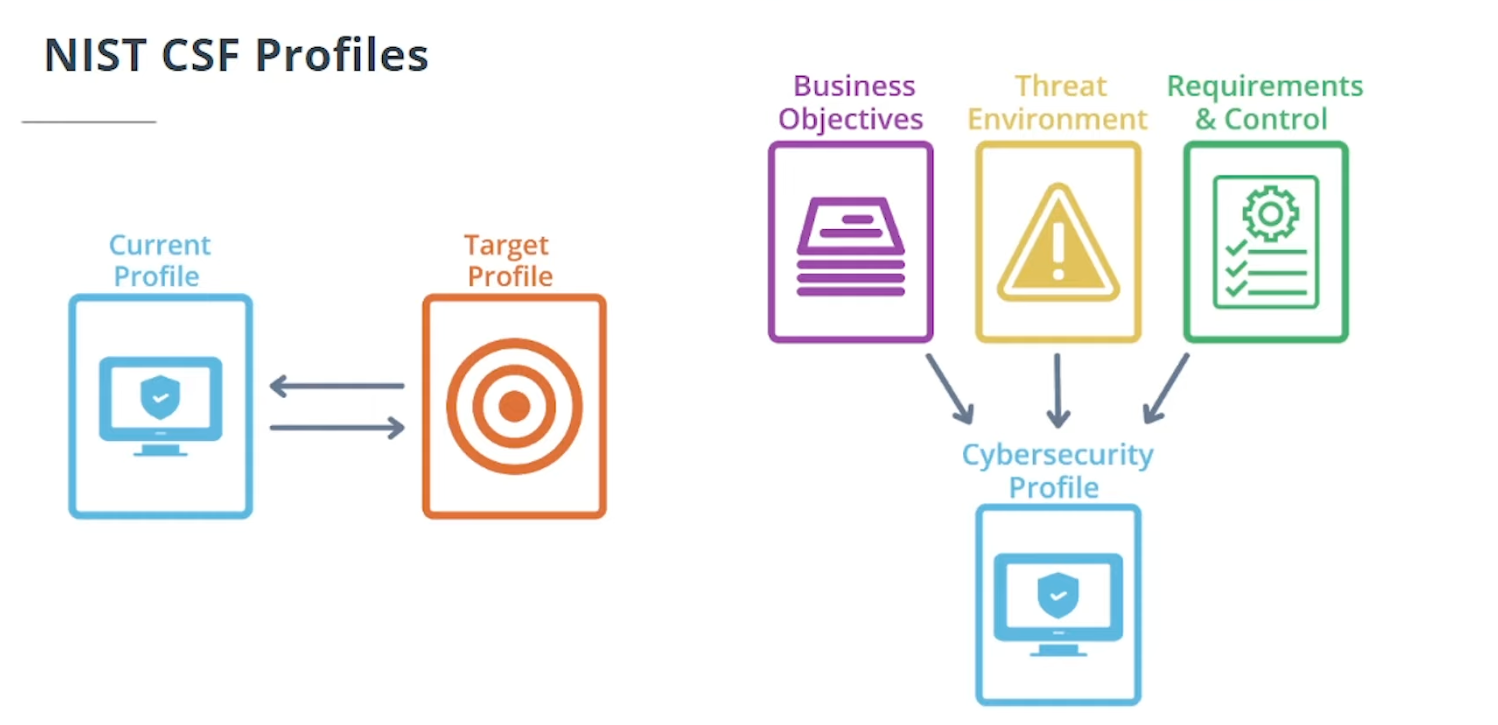 NIST CSF Profiles
Current
Profile
Target
Profile
Business
Objectives
Threat
Environment
Requirements
& Control
Cybersecurity
Profile